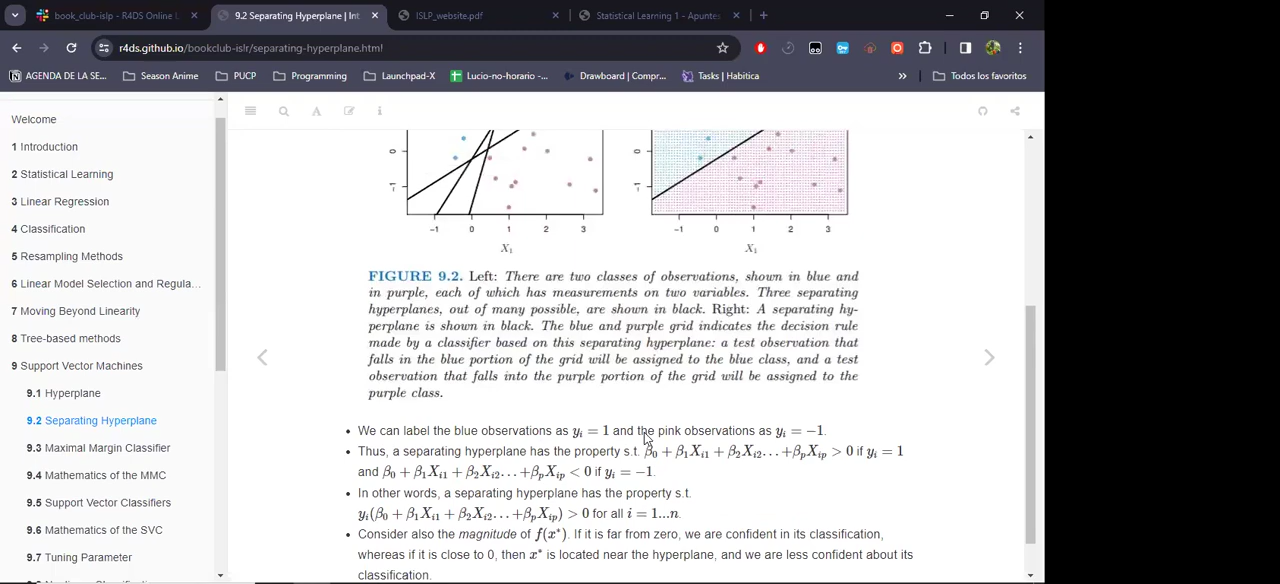 book_club-islp - R4DS Online L
9.2 Separating Hyperplane | Int
ISLP_website.pdf
Statistical Learning 1 - Apuntes
r4ds.github.io/bookclub-islr/separating-hyperplane.html!
AGENDA DE LA SE...
Season Anime
PUCP
Programming
Launchpad-X
Lucio-no-horario -...
Drawboard | Compr...
Tasks | Habitica
»
Todos los favoritos
Welcome
1 Introduction
2 Statistical Learning
3 Linear Regression
4 Classification
5 Resampling Methods
6 Linear Model Selection and Regula...
7 Moving Beyond Linearity
8 Tree-based methods
9 Support Vector Machines
9.1 Hyperplane
9.2 Separating Hyperplane
9.3 Maximal Margin Classifier
9.4 Mathematics of the MMC
9.5 Support Vector Classifiers
9.6 Mathematics of the SVC
9.7 Tuning Parameter
0 0
−1 −1
−1 0 1 2 3 −1 0 1 2 3
X₁ X₁
FIGURE 9.2. Left: There are two classes of observations, shown in blue and
in purple, each of which has measurements on two variables. Three separating
hyperplanes, out of many possible, are shown in black. Right: A separating hy-
perplane is shown in black. The blue and purple grid indicates the decision rule
made by a classifier based on this separating hyperplane: a test observation that
falls in the blue portion of the grid will be assigned to the blue class, and a test
observation that falls into the purple portion of the grid will be assigned to the
purple class.
• We can label the blue observations as yᵢ = 1 and the pink observations as yᵢ = −1.
• Thus, a separating hyperplane has the property s.t. β₀ + β₁Xᵢ₁ + β₂Xᵢ₂…+βₚXᵢₚ > 0 if yᵢ = 1
and β₀ + β₁Xᵢ₁ + β₂Xᵢ₂…+βₚXᵢₚ < 0 if yᵢ = −1.
• In other words, a separating hyperplane has the property s.t.
yᵢ(β₀ + β₁Xᵢ₁ + β₂Xᵢ₂…+βₚXᵢₚ) > 0 for all i = 1...n.
• Consider also the magnitude of f(x*). If it is far from zero, we are confident in its classification,
whereas if it is close to 0, then x* is located near the hyperplane, and we are less confident about its
classification.